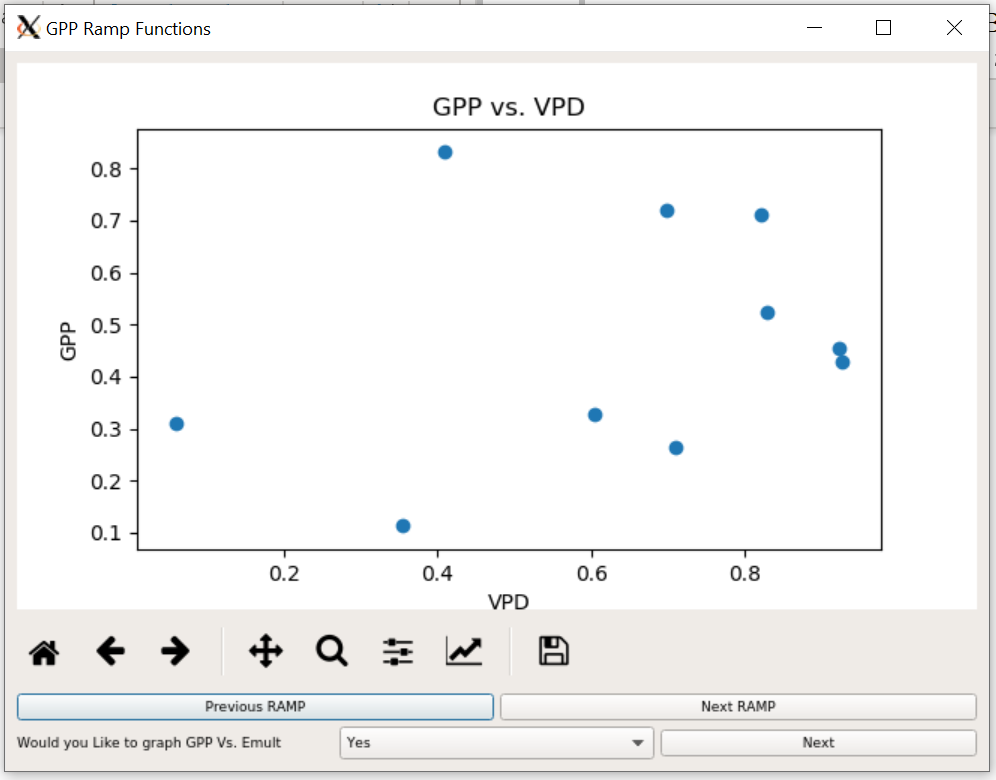 GPP Ramp Functions
GPP vs. VPD
0.8
0.7
0.6
0.5
0.4
0.3
0.2
0.1
GPP
0.2 0.4 0.6 0.8
VPD
Previous RAMP Next RAMP
Would you Like to graph GPP Vs. Emult Yes Next